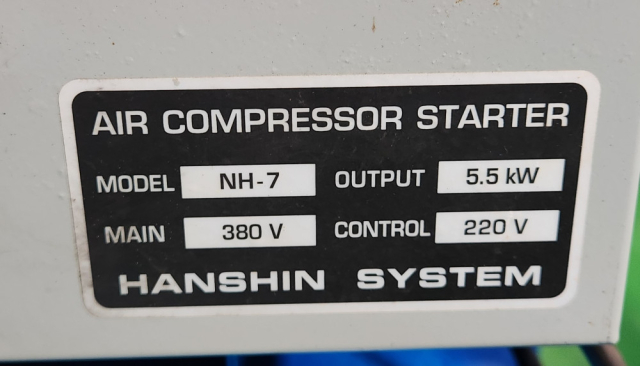 AIR COMPRESSOR STARTER
MODEL NH-7 OUTPUT 5.5 kW
MAIN 380 V CONTROL 220 V
HANSHIN SYSTEM